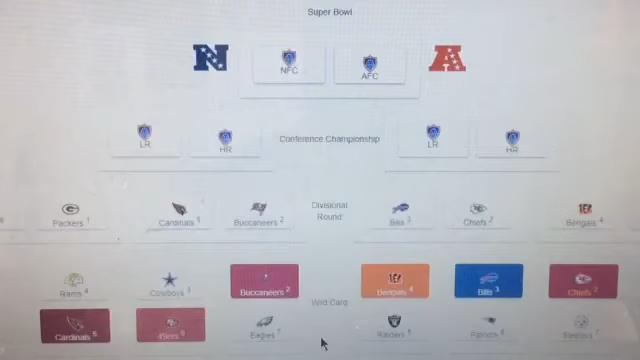 Super Bowl
NFC
AFC
LR
HR
Conference Championship
LR
HR
Packers 1
Cardinals 5
Buccaneers 2
Divisional
Round
Bills 3
Chiefs 2
Bengals 4
Rams 4
Cowboys 3
Buccaneers 2
Wild Card
Bengals 4
Bills 3
Chiefs 2
Cardinals 5
49ers 6
Eagles 7
Raiders 5
Patriots 6
Steelers 7